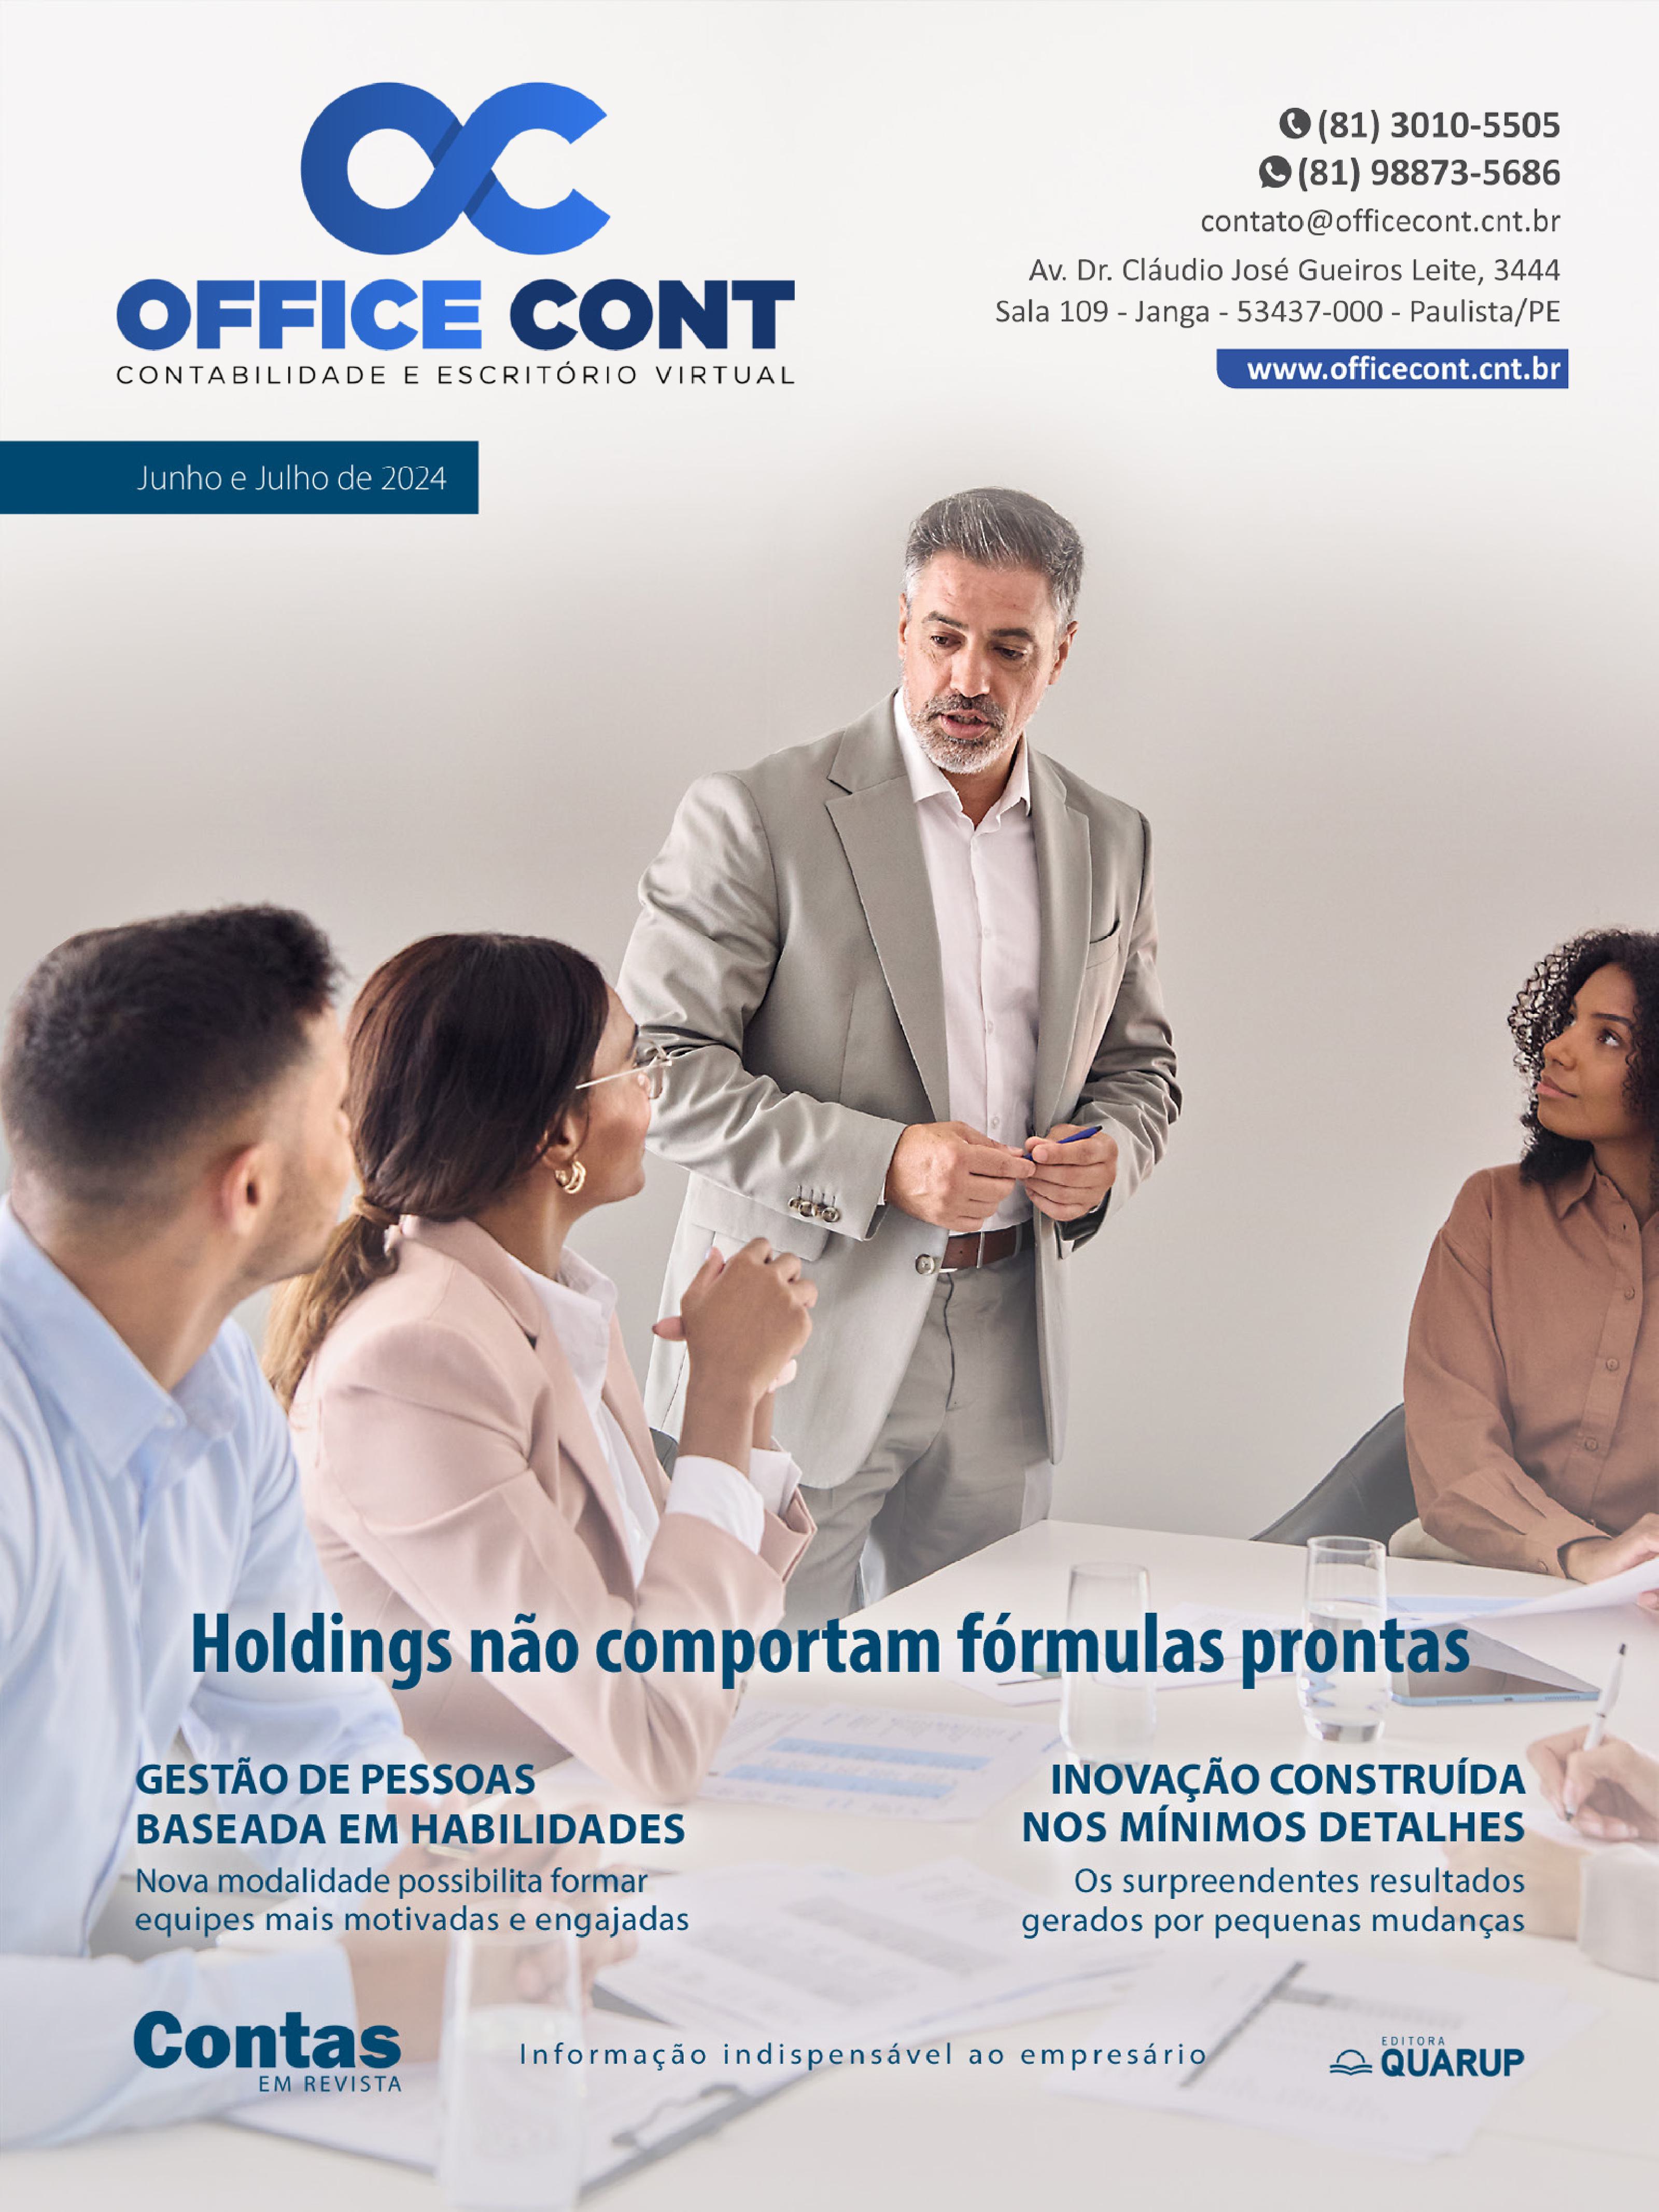 OC
OFFICE CONT
CONTABILIDADE E ESCRITÓRIO VIRTUAL
(81) 3010-5505
(81) 98873-5686
contato@officecont.cnt.br
Av. Dr. Cláudio José Gueiros Leite, 3444
Sala 109 - Janga - 53437-000 - Paulista/PE
www.officecont.cnt.br
Junho e Julho de 2024
Holdings não comportam fórmulas prontas
GESTÃO DE PESSOAS
BASEADA EM HABILIDADES
Nova modalidade possibilita formar
equipes mais motivadas e engajadas
INOVAÇÃO CONSTRUÍDA
NOS MÍNIMOS DETALHES
Os surpreendentes resultados
gerados por pequenas mudanças
Contas
EM REVISTA
Informação indispensável ao empresário
EDITORA
QUARUP